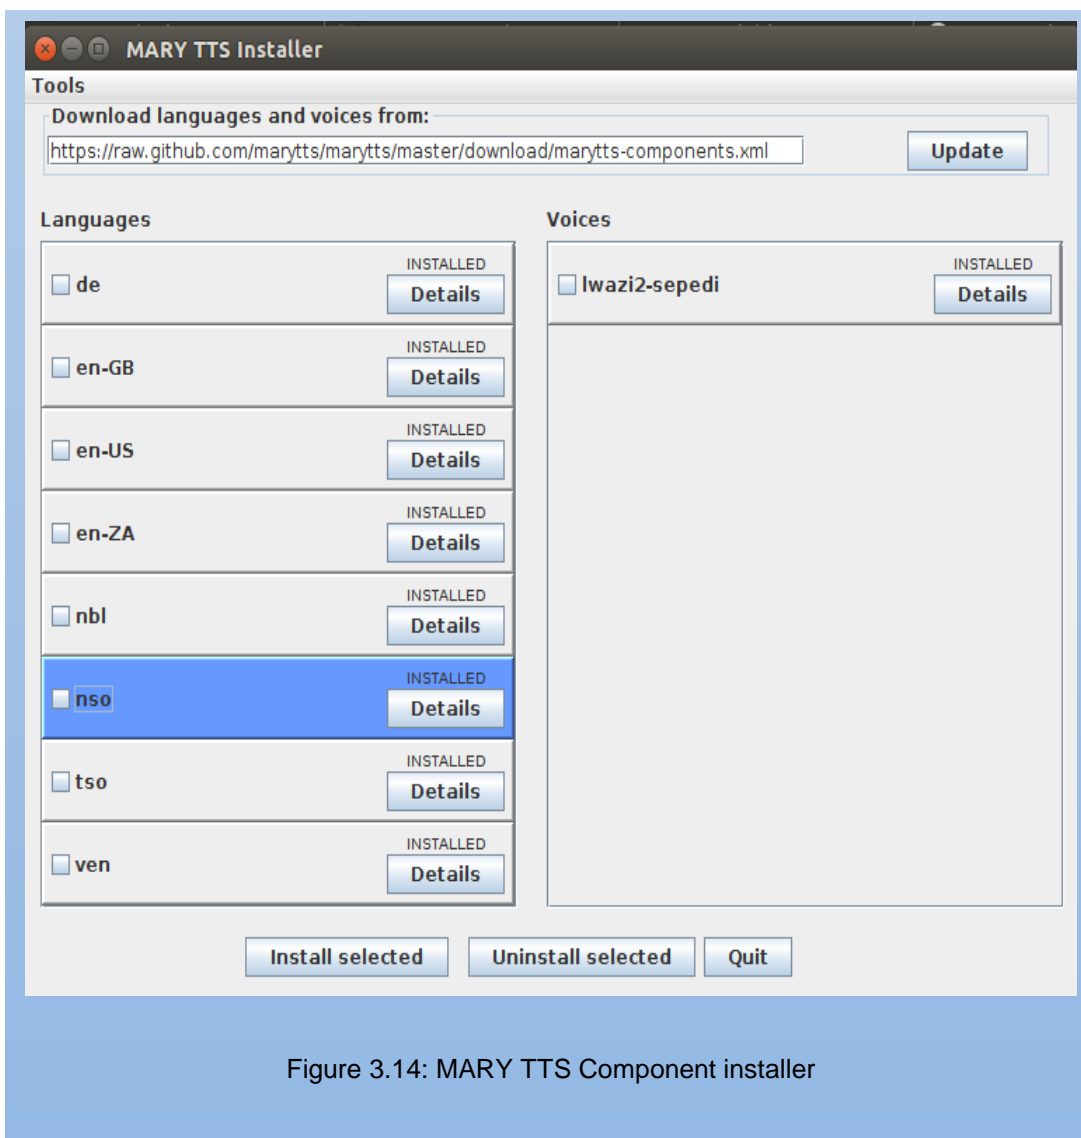 MARY TTS Installer
Tools
Download languages and voices from:
https://raw.github.com/marytts/marytts/master/download/marytts-components.xml
Update
Languages
de
INSTALLED
Details
en-GB
INSTALLED
Details
en-US
INSTALLED
Details
en-ZA
INSTALLED
Details
nbl
INSTALLED
Details
nso
INSTALLED
Details
tso
INSTALLED
Details
ven
INSTALLED
Details
Voices
lwazi2-sepedi
INSTALLED
Details
Install selected
Uninstall selected
Quit
Figure 3.14: MARY TTS Component installer